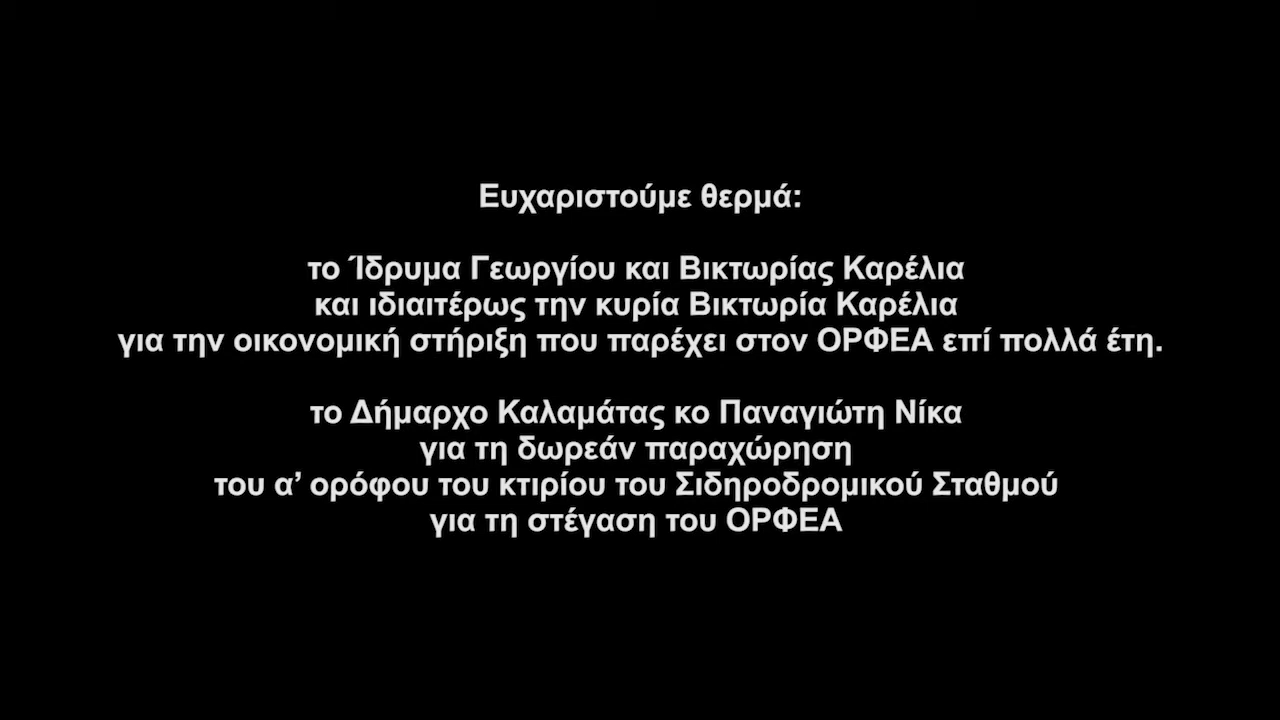 Ευχαριστούμε θερμά:
το Ίδρυμα Γεωργίου και Βικτωρίας Καρέλια
και ιδιαιτέρως την κυρία Βικτωρία Καρέλια
για την οικονομική στήριξη που παρέχει στον ΟΡΦΕΑ επί πολλά έτη.
το Δήμαρχο Καλαμάτας κο Παναγιώτη Νίκα
για τη δωρεάν παραχώρηση
του α’ ορόφου του κτιρίου του Σιδηροδρομικού Σταθμού
για τη στέγαση του ΟΡΦΕΑ